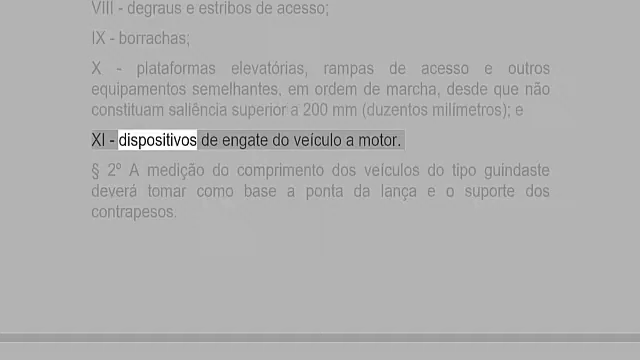 VIII - degraus e estribos de acesso;
IX - borrachas;
X - plataformas elevatórias, rampas de acesso e outros
equipamentos semelhantes, em ordem de marcha, desde que não
constituam saliência superior a 200 mm (duzentos milímetros); e
XI - dispositivos de engate do veículo a motor.
§ 2º A medição do comprimento dos veículos do tipo guindaste
deverá tomar como base a ponta da lança e o suporte dos
contrapesos.